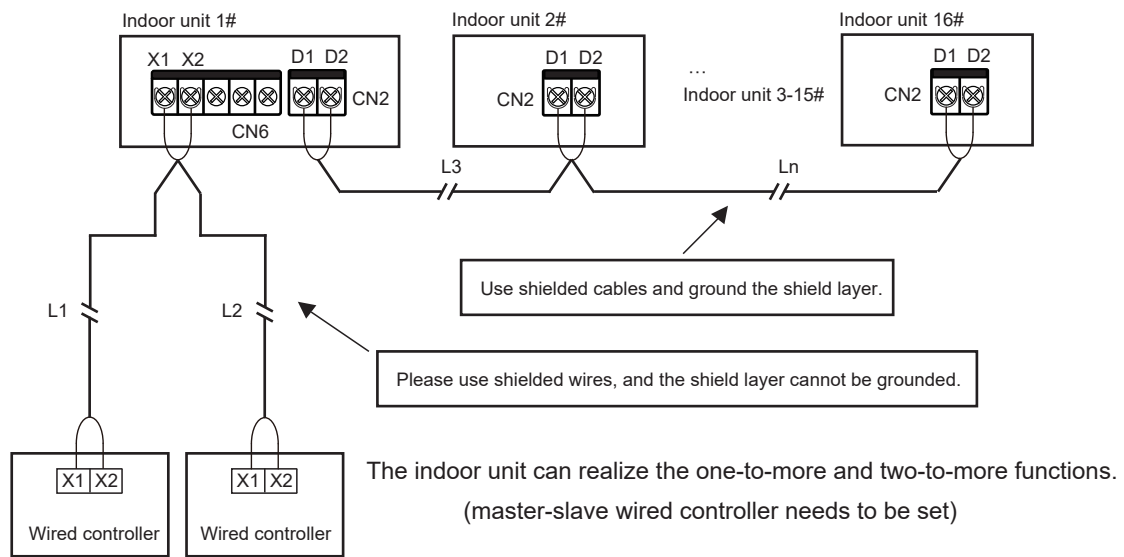 Indoor unit 1#
Indoor unit 2#
Indoor unit 16#
X1 X2
D1 D2
CN2
CN6
D1 D2
CN2
...
Indoor unit 3-15#
D1 D2
CN2
L3
Ln
Use shielded cables and ground the shield layer.
L1
L2
Please use shielded wires, and the shield layer cannot be grounded.
X1 X2
Wired controller
X1 X2
Wired controller
The indoor unit can realize the one-to-more and two-to-more functions.
(master-slave wired controller needs to be set)